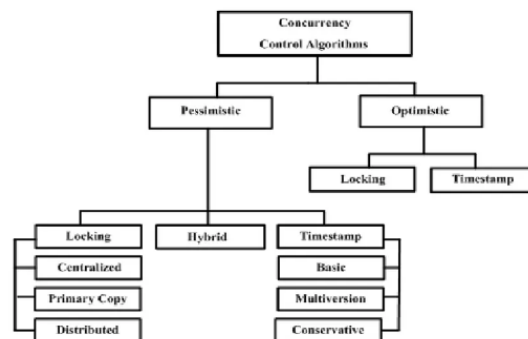 Concurrency
Control Algorithms
Pessimistic
Optimistic
Locking
Timestamp
Locking
Hybrid
Timestamp
Centralized
Basic
Primary Copy
Multiversion
Distributed
Conservative